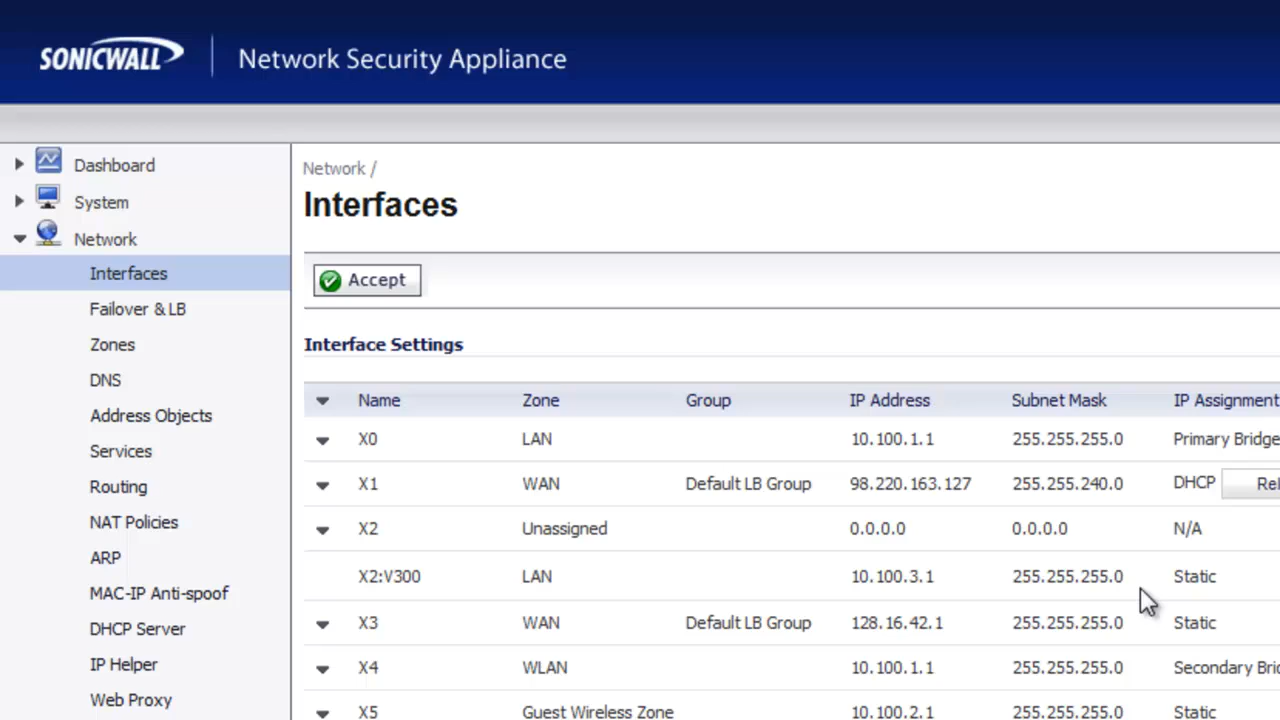 SONICWALL | Network Security Appliance
Dashboard
System
Network
Interfaces
Failover & LB
Zones
DNS
Address Objects
Services
Routing
NAT Policies
ARP
MAC-IP Anti-spoof
DHCP Server
IP Helper
Web Proxy
Network /
Interfaces
Accept
Interface Settings
Name Zone Group IP Address Subnet Mask IP Assignment
X0 LAN 10.100.1.1 255.255.255.0 Primary Bridge
X1 WAN Default LB Group 98.220.163.127 255.255.240.0 DHCP Rel
X2 Unassigned 0.0.0.0 0.0.0.0 N/A
X2:V300 LAN 10.100.3.1 255.255.255.0 Static
X3 WAN Default LB Group 128.16.42.1 255.255.255.0 Static
X4 WLAN 10.100.1.1 255.255.255.0 Secondary Brid
X5 Guest Wireless Zone 10.100.2.1 255.255.255.0 Static